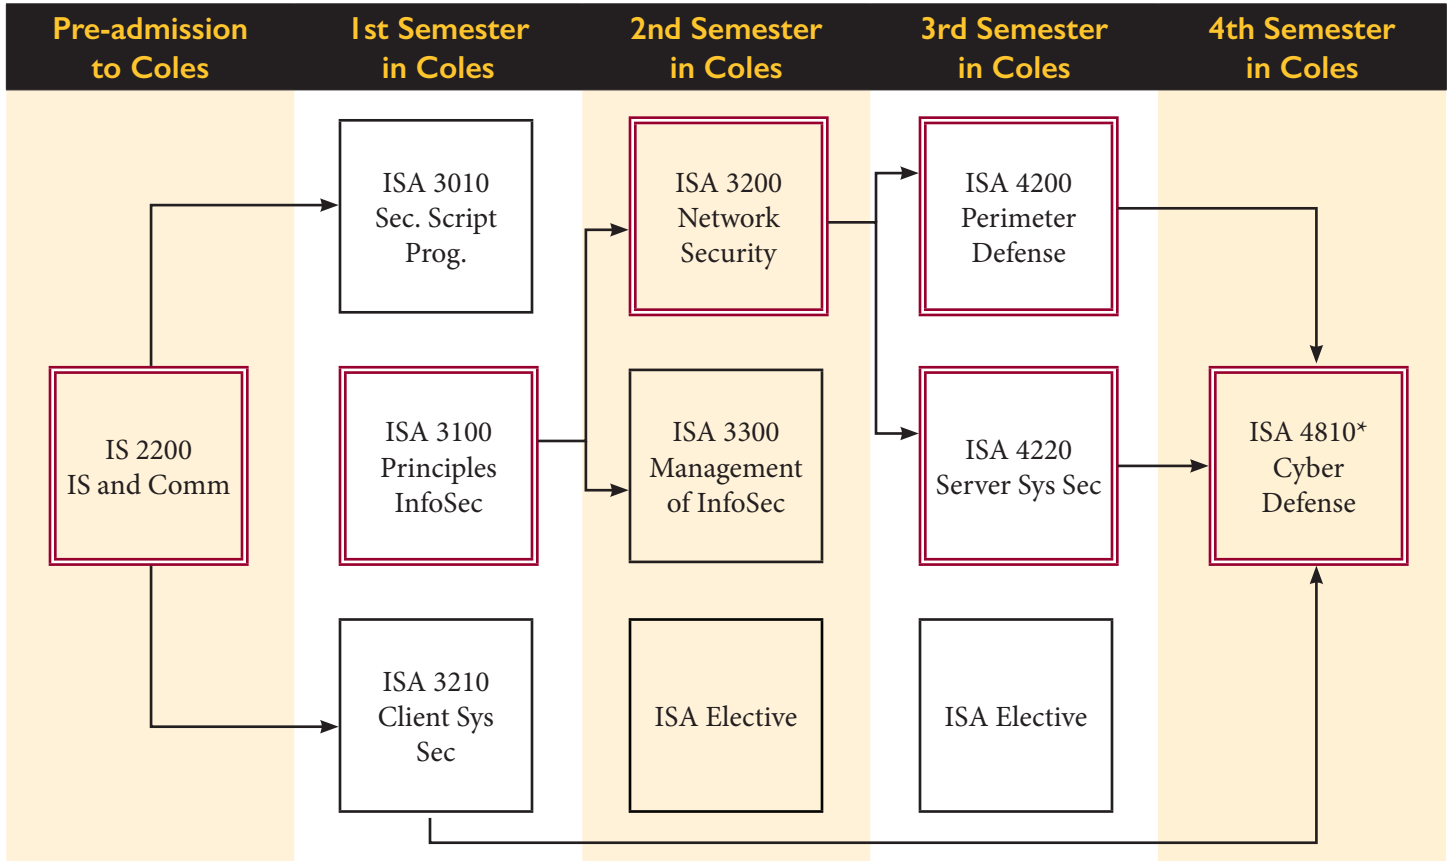 Pre-admission
to Coles
1st Semester
in Coles
2nd Semester
in Coles
3rd Semester
in Coles
4th Semester
in Coles
IS 2200
IS and Comm
ISA 3010
Sec. Script
Prog.
ISA 3100
Principles
InfoSec
ISA 3210
Client Sys
Sec
ISA 3200
Network
Security
ISA 3300
Management
of InfoSec
ISA Elective
ISA 4200
Perimeter
Defense
ISA 4220
Server Sys Sec
ISA Elective
ISA 4810*
Cyber
Defense